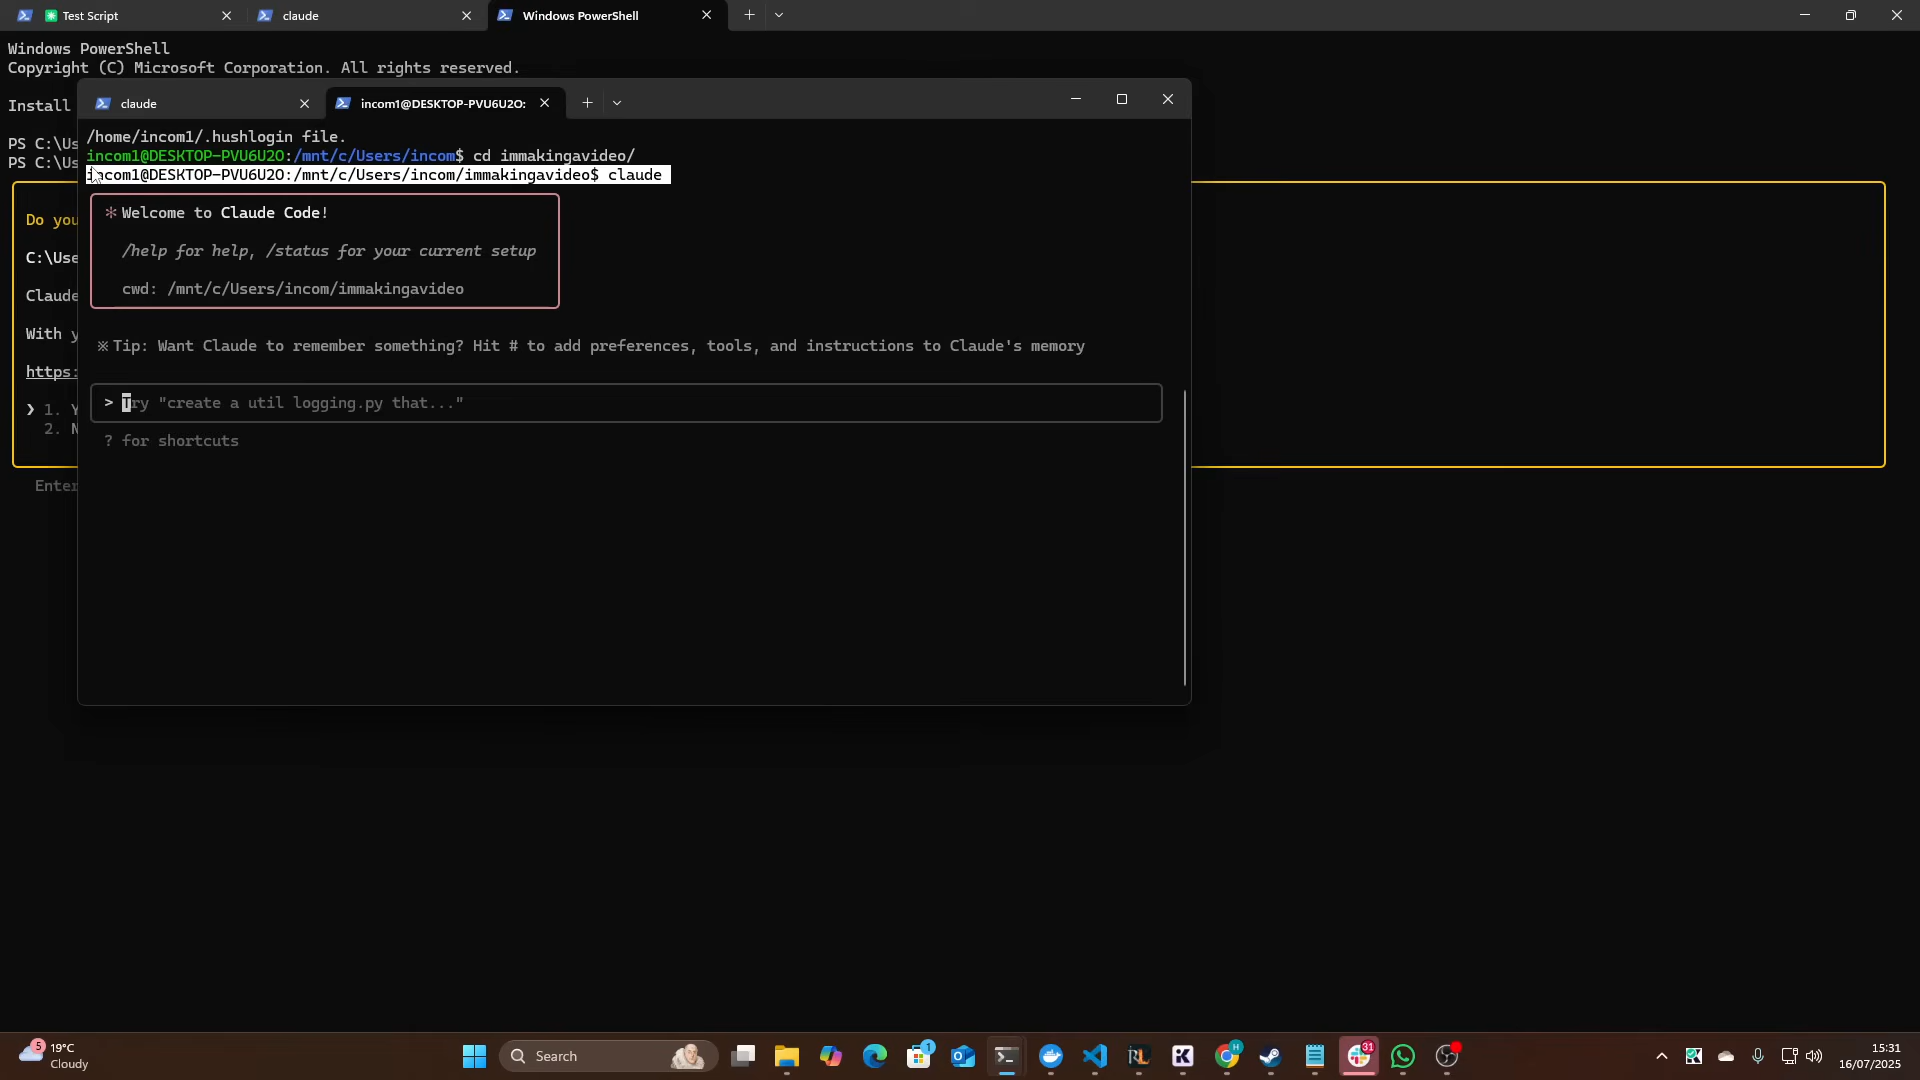 Test Script
claude
Windows PowerShell
Windows PowerShell
Copyright (C) Microsoft Corporation. All rights reserved.
Install
PS C:\Us
PS C:\Us
Do you
C:\Use
Claude
With y
https:
❯ 1. Y
2. N
Enter
claude
incom1@DESKTOP-PVU6U2O:
/home/incom1/.hushlogin file.
incom1@DESKTOP-PVU6U2O:/mnt/c/Users/incom$ cd immakingavideo/
incom1@DESKTOP-PVU6U2O:/mnt/c/Users/incom/immakingavideo$ claude
✻ Welcome to Claude Code!
/help for help, /status for your current setup
cwd: /mnt/c/Users/incom/immakingavideo
※ Tip: Want Claude to remember something? Hit # to add preferences, tools, and instructions to Claude's memory
> Try "create a util logging.py that..."
? for shortcuts
5
19°C
Cloudy
Search
1
H
31
15:31
16/07/2025